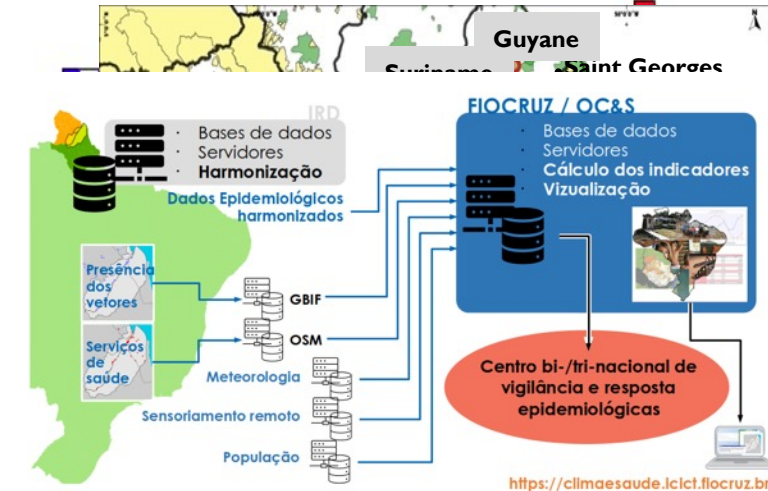 Guyane
Suriname
Saint Georges
IRD
· Bases de dados
· Servidores
· Harmonização
FIOCRUZ / OC&S
· Bases de dados
· Servidores
· Cálculo dos indicadores
· Vizualização
Dados Epidemiológicos
harmonizados
Presência
dos
vetores
GBIF
Serviços
de
saúde
OSM
Meteorologia
Sensoriamento remoto
População
Centro bi-/tri-nacional de
vigilância e resposta
epidemiológicas
https://climaesaude.icict.fiocruz.br